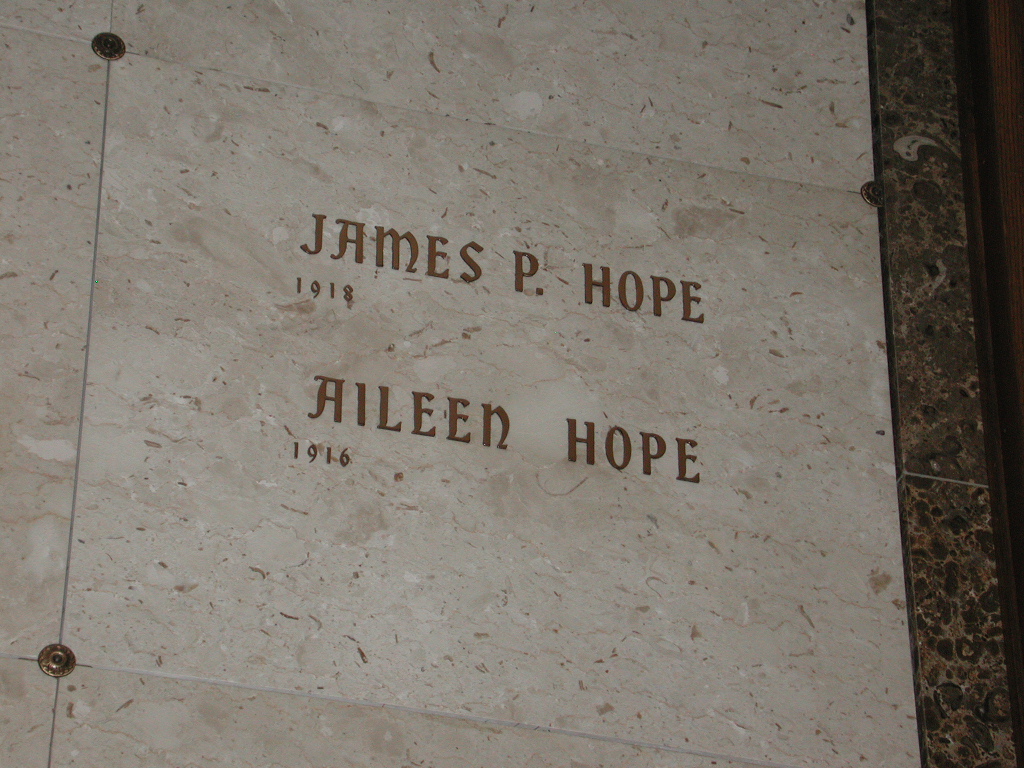 JAMES P. HOPE
1918
AILEEN HOPE
1916